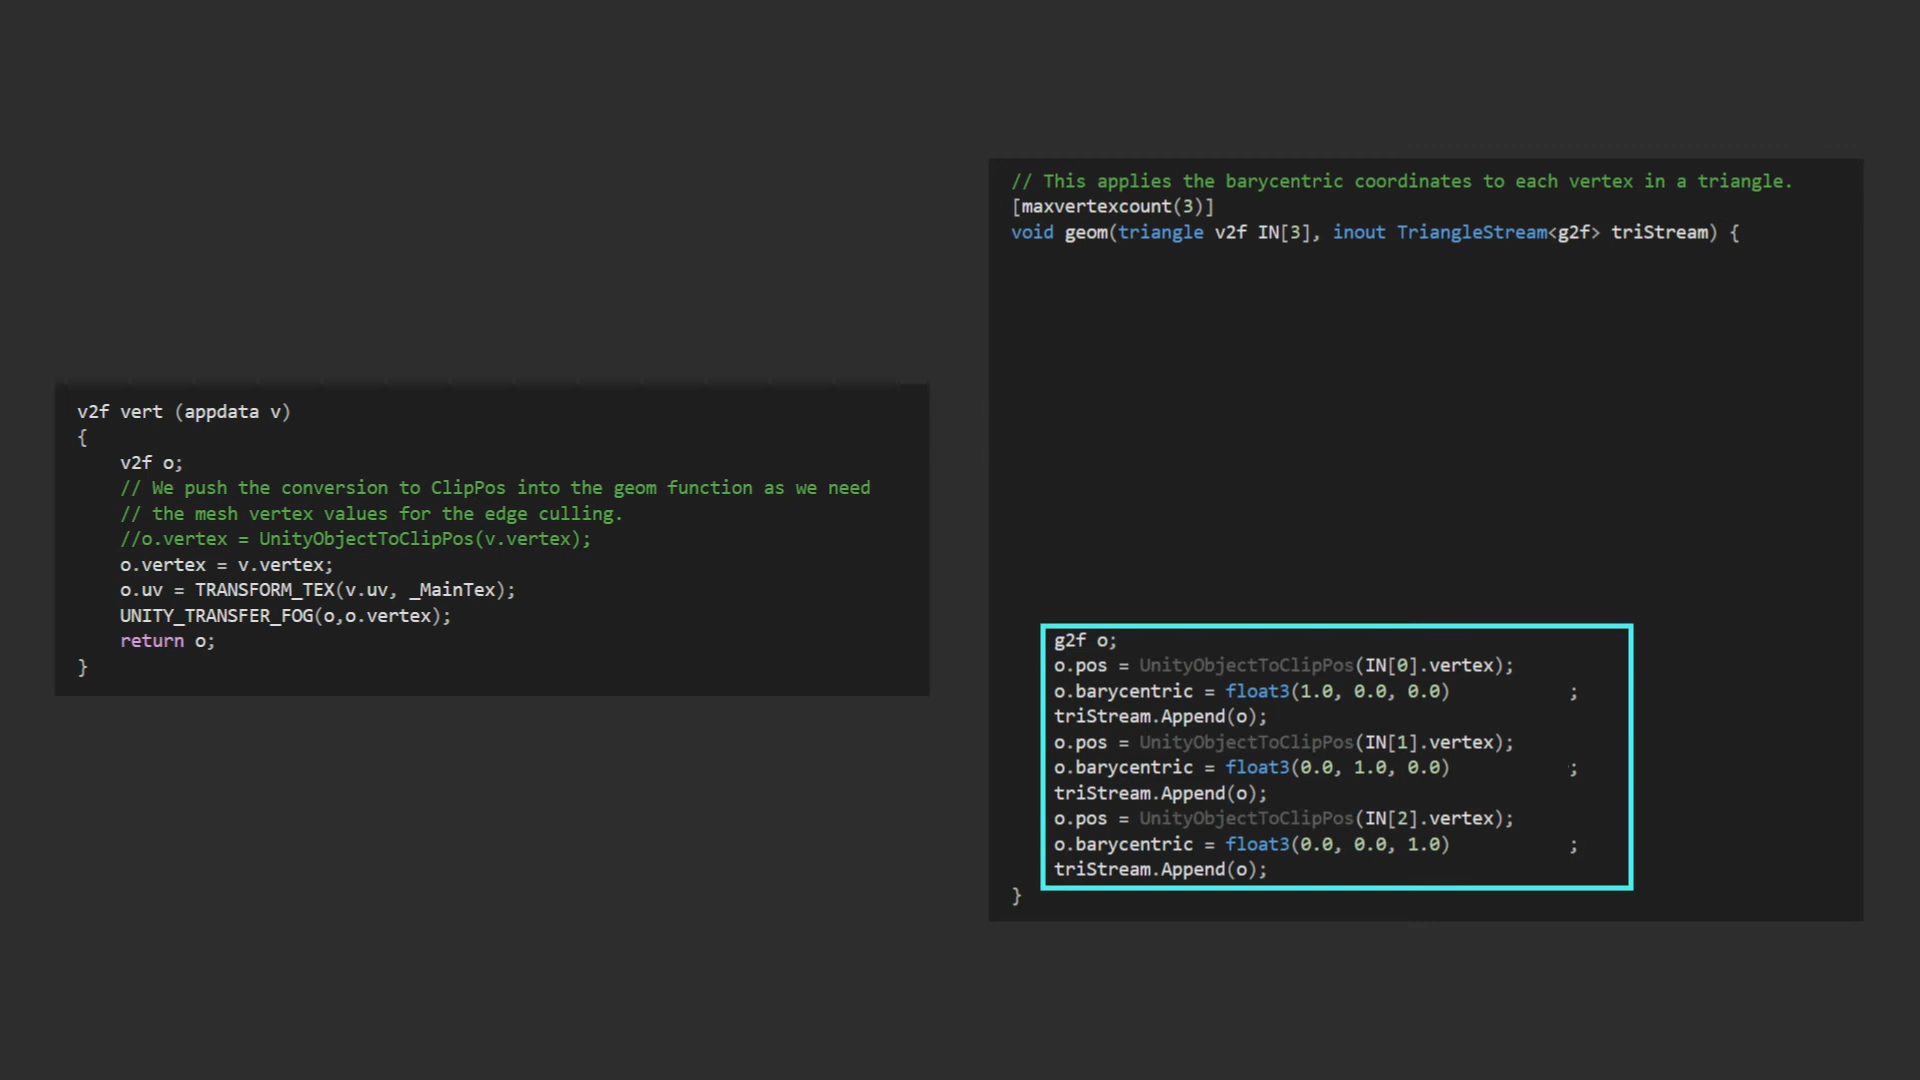 v2f vert (appdata v)
{
    v2f o;
    // We push the conversion to ClipPos into the geom function as we need
    // the mesh vertex values for the edge culling.
    //o.vertex = UnityObjectToClipPos(v.vertex);
    o.vertex = v.vertex;
    o.uv = TRANSFORM_TEX(v.uv, _MainTex);
    UNITY_TRANSFER_FOG(o,o.vertex);
    return o;
}
// This applies the barycentric coordinates to each vertex in a triangle.
[maxvertexcount(3)]
void geom(triangle v2f IN[3], inout TriangleStream<g2f> triStream) {
    g2f o;
    o.pos = UnityObjectToClipPos(IN[0].vertex);
    o.barycentric = float3(1.0, 0.0, 0.0)           ;
    triStream.Append(o);
    o.pos = UnityObjectToClipPos(IN[1].vertex);
    o.barycentric = float3(0.0, 1.0, 0.0)           ;
    triStream.Append(o);
    o.pos = UnityObjectToClipPos(IN[2].vertex);
    o.barycentric = float3(0.0, 0.0, 1.0)           ;
    triStream.Append(o);
}